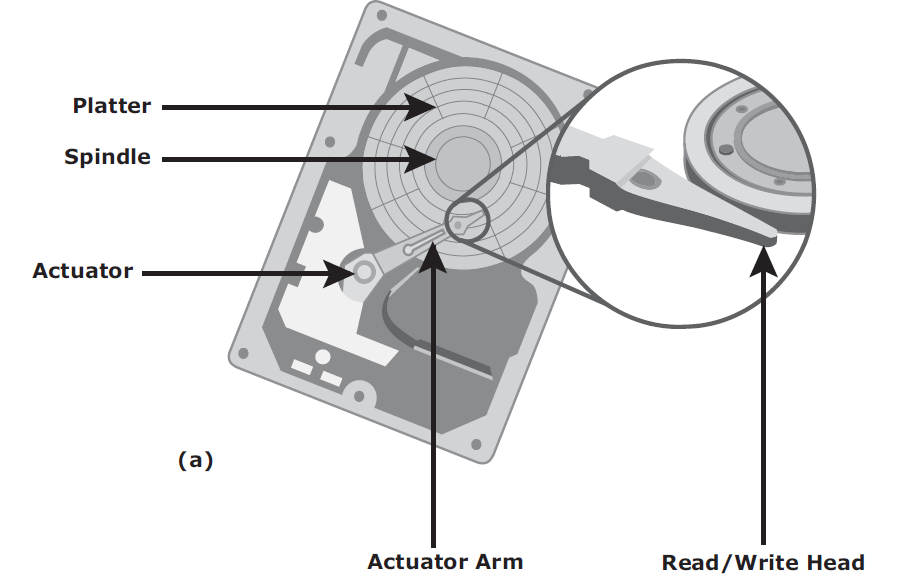 Platter
Spindle
Actuator
(a)
Actuator Arm
Read/Write Head